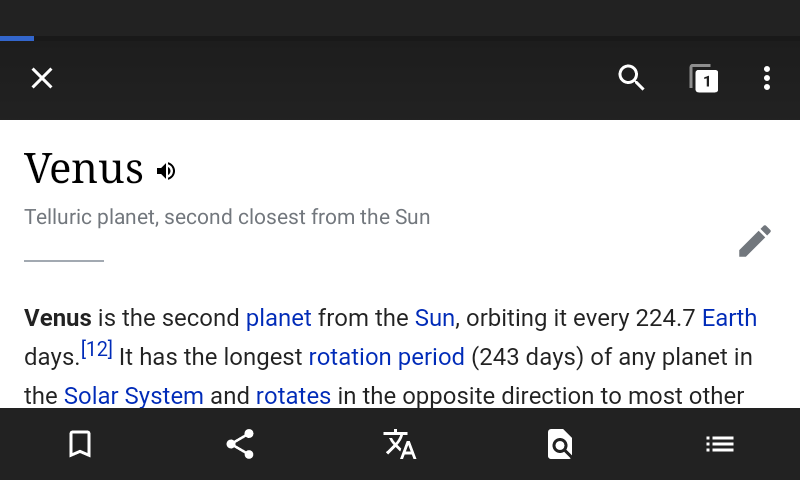 1
Venus
Telluric planet, second closest from the Sun
Venus is the second planet from the Sun, orbiting it every 224.7 Earth
days.[12] It has the longest rotation period (243 days) of any planet in
the Solar System and rotates in the opposite direction to most other